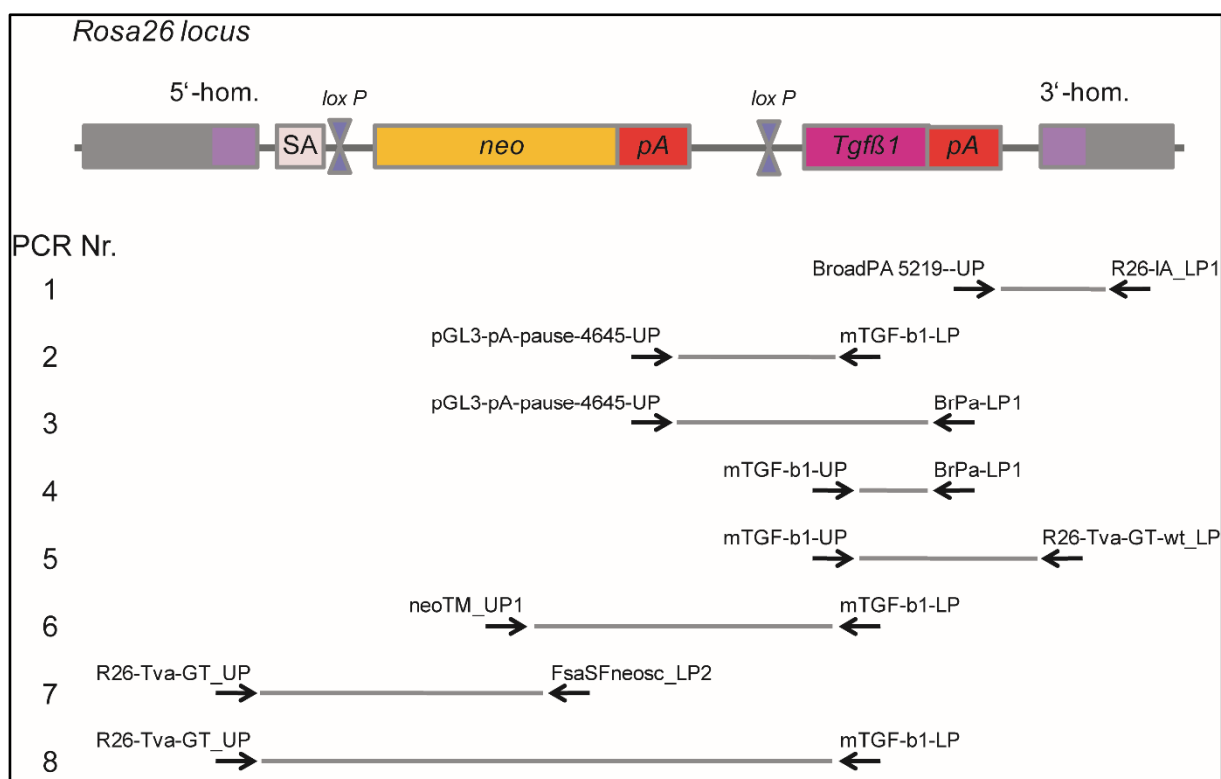 Rosa26 locus
5‘-hom.
lox P
lox P
3‘-hom.
SA
neo
pA
Tgfß1
pA
PCR Nr.
BroadPA 5219--UP
R26-IA_LP1
1
pGL3-pA-pause-4645-UP
mTGF-b1-LP
2
pGL3-pA-pause-4645-UP
BrPa-LP1
3
mTGF-b1-UP
BrPa-LP1
4
mTGF-b1-UP
R26-Tva-GT-wt_LP
5
neoTM_UP1
mTGF-b1-LP
6
R26-Tva-GT_UP
FsaSFneosc_LP2
7
R26-Tva-GT_UP
mTGF-b1-LP
8